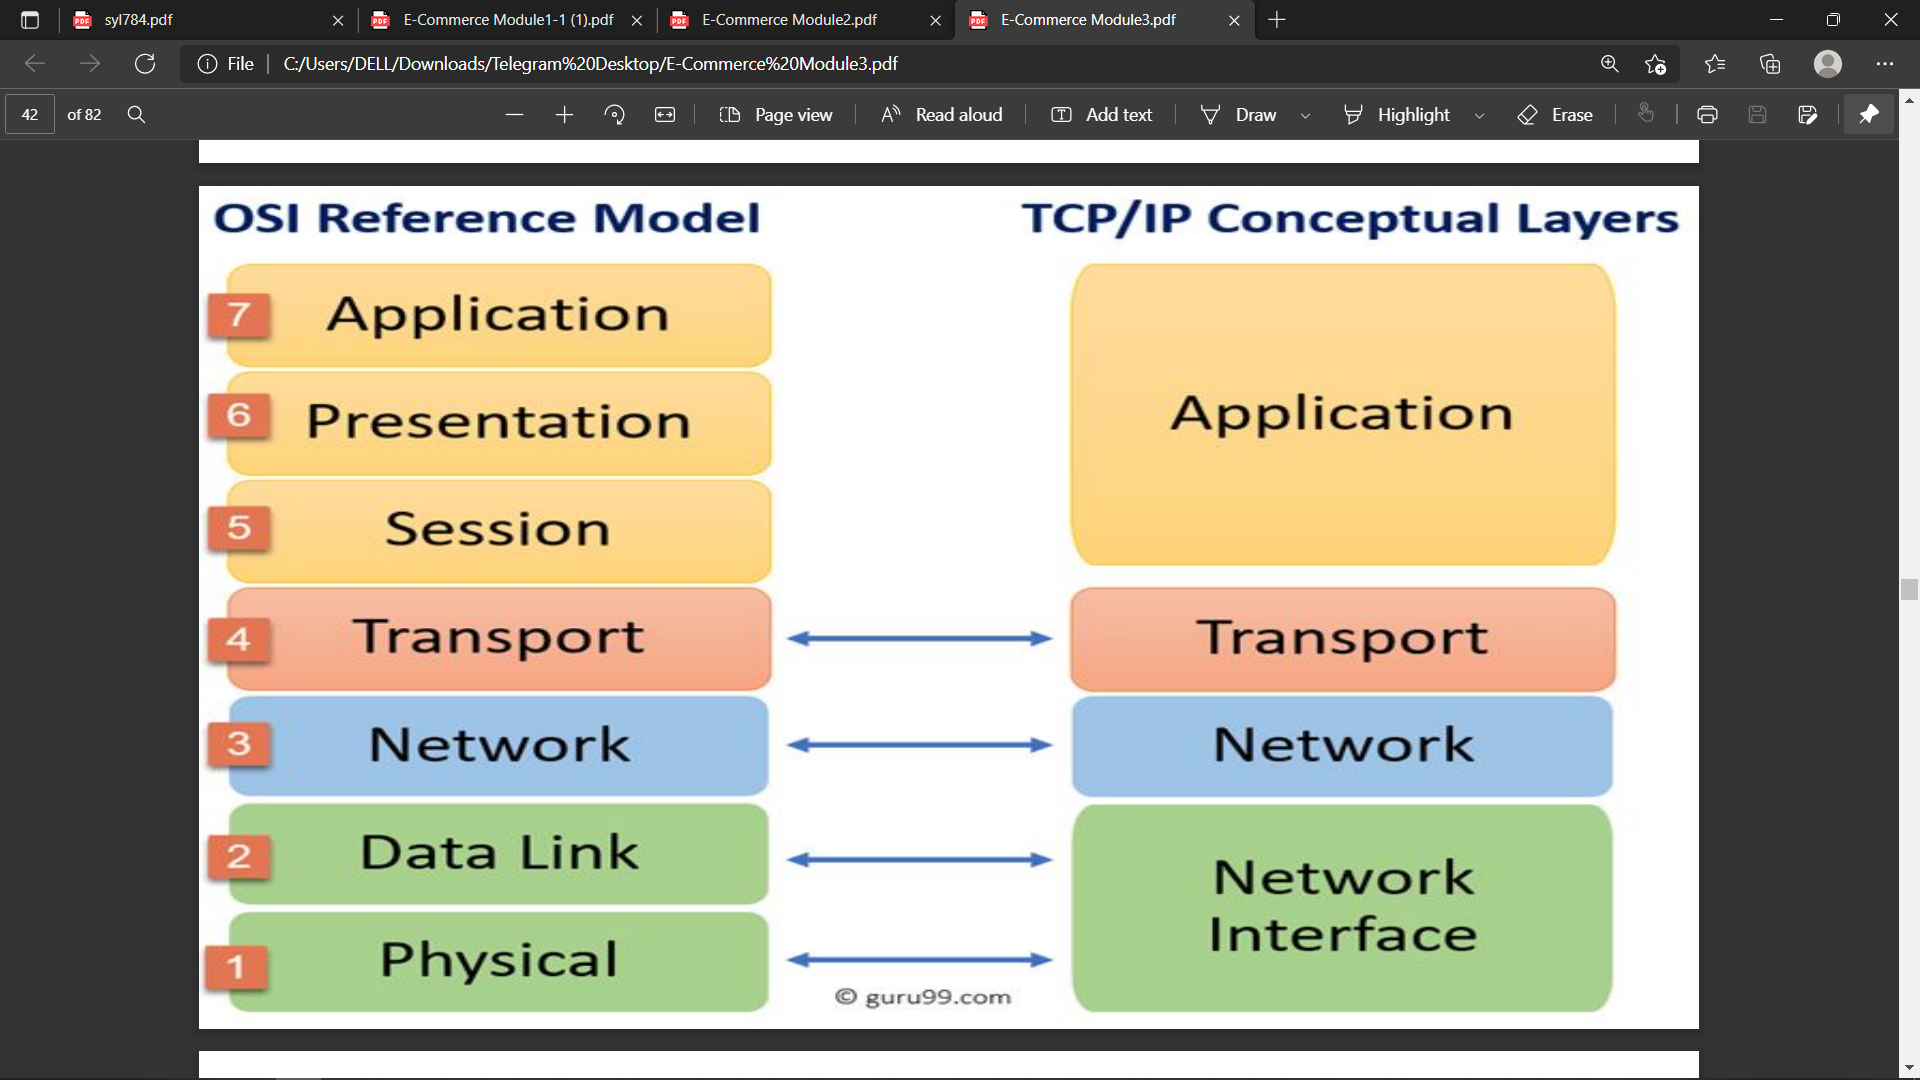 syl784.pdf
E-Commerce Module1-1 (1).pdf
E-Commerce Module2.pdf
E-Commerce Module3.pdf
File
C:/Users/DELL/Downloads/Telegram%20Desktop/E-Commerce%20Module3.pdf
42 of 82
Page view
Read aloud
Add text
Draw
Highlight
Erase
OSI Reference Model
TCP/IP Conceptual Layers
7 Application
6 Presentation
5 Session
4 Transport
3 Network
2 Data Link
1 Physical
Application
Transport
Network
Network
Interface
© guru99.com